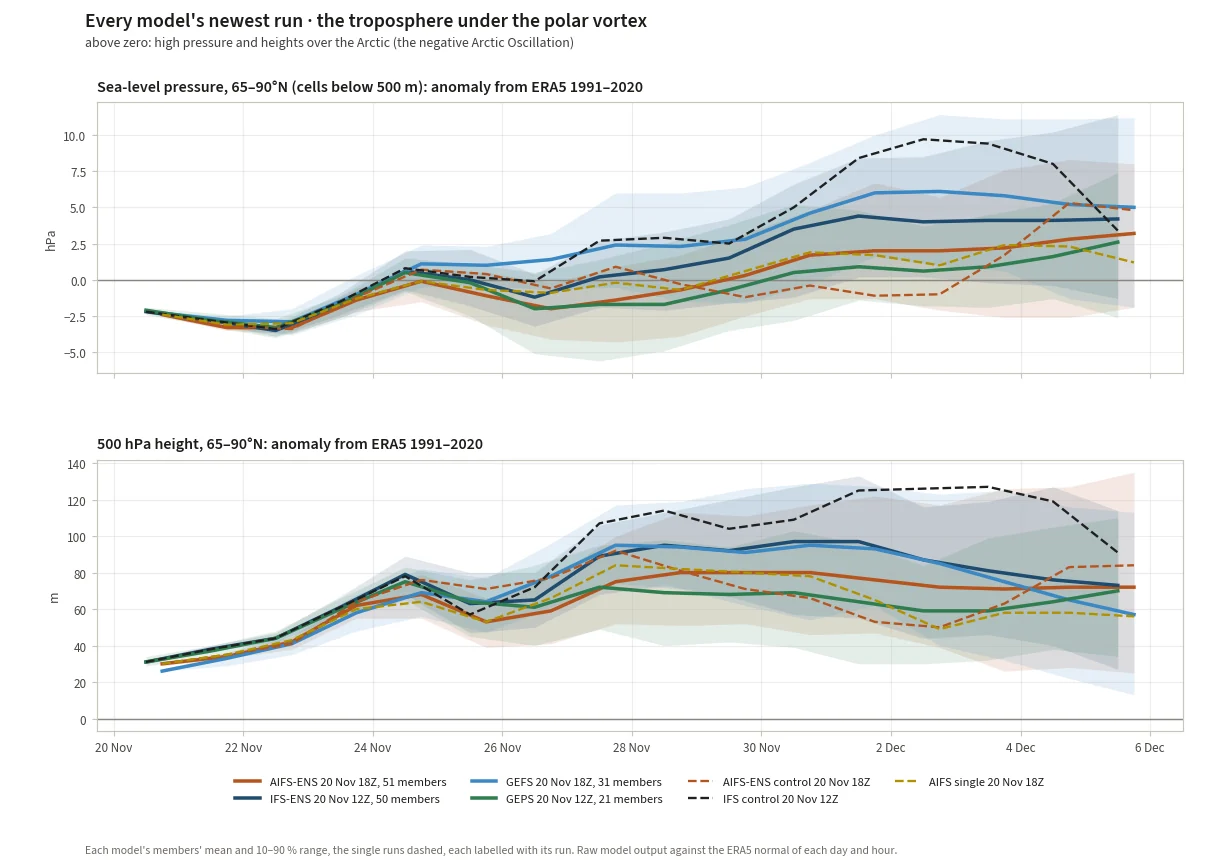 Every model's newest run · the troposphere under the polar vortex
above zero: high pressure and heights over the Arctic (the negative Arctic Oscillation)
Sea-level pressure, 65–90°N (cells below 500 m): anomaly from ERA5 1991–2020
10.0
7.5
5.0
2.5
0.0
−2.5
−5.0
hPa
500 hPa height, 65–90°N: anomaly from ERA5 1991–2020
140
120
100
80
60
40
20
0
m
20 Nov 22 Nov 24 Nov 26 Nov 28 Nov 30 Nov 2 Dec 4 Dec 6 Dec
AIFS-ENS 20 Nov 18Z, 51 members GEFS 20 Nov 18Z, 31 members AIFS-ENS control 20 Nov 18Z AIFS single 20 Nov 18Z
IFS-ENS 20 Nov 12Z, 50 members GEPS 20 Nov 12Z, 21 members IFS control 20 Nov 12Z
Each model's members' mean and 10–90 % range, the single runs dashed, each labelled with its run. Raw model output against the ERA5 normal of each day and hour.